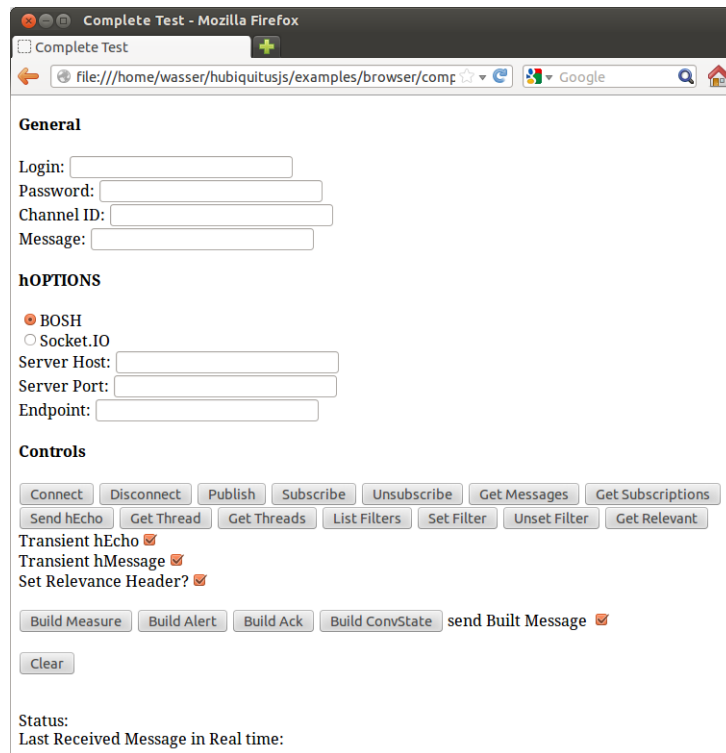 Complete Test - Mozilla Firefox
Complete Test
file:///home/wasser/hubiquitusjs/examples/browser/comp Google
General
Login:
Password:
Channel ID:
Message:
hOPTIONS
BOSH
Socket.IO
Server Host:
Server Port:
Endpoint:
Controls
Connect Disconnect Publish Subscribe Unsubscribe Get Messages Get Subscriptions
Send hEcho Get Thread Get Threads List Filters Set Filter Unset Filter Get Relevant
Transient hEcho
Transient hMessage
Set Relevance Header?
Build Measure Build Alert Build Ack Build ConvState send Built Message
Clear
Status:
Last Received Message in Real time: